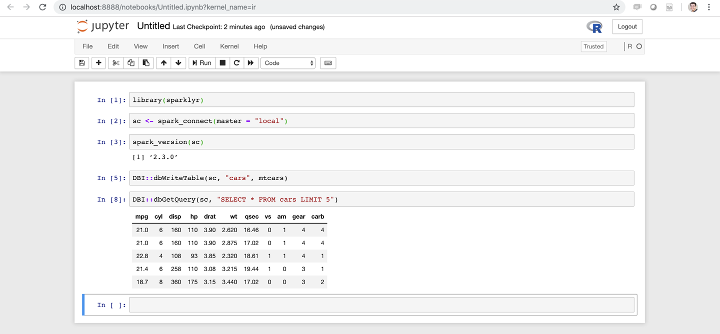 localhost:8888/notebooks/Untitled.ipynb?kernel_name=ir
jupyter Untitled Last Checkpoint: 2 minutes ago (unsaved changes)
R Logout
File Edit View Insert Cell Kernel Help Trusted R
Run Code
In [1]: library(sparklyr)
In [2]: sc <- spark_connect(master = "local")
In [3]: spark_version(sc)
[1] '2.3.0'
In [5]: DBI::dbWriteTable(sc, "cars", mtcars)
In [8]: DBI::dbGetQuery(sc, "SELECT * FROM cars LIMIT 5")
mpg cyl disp hp drat wt qsec vs am gear carb
21.0 6 160 110 3.90 2.620 16.46 0 1 4 4
21.0 6 160 110 3.90 2.875 17.02 0 1 4 4
22.8 4 108 93 3.85 2.320 18.61 1 1 4 1
21.4 6 258 110 3.08 3.215 19.44 1 0 3 1
18.7 8 360 175 3.15 3.440 17.02 0 0 3 2
In [ ]: